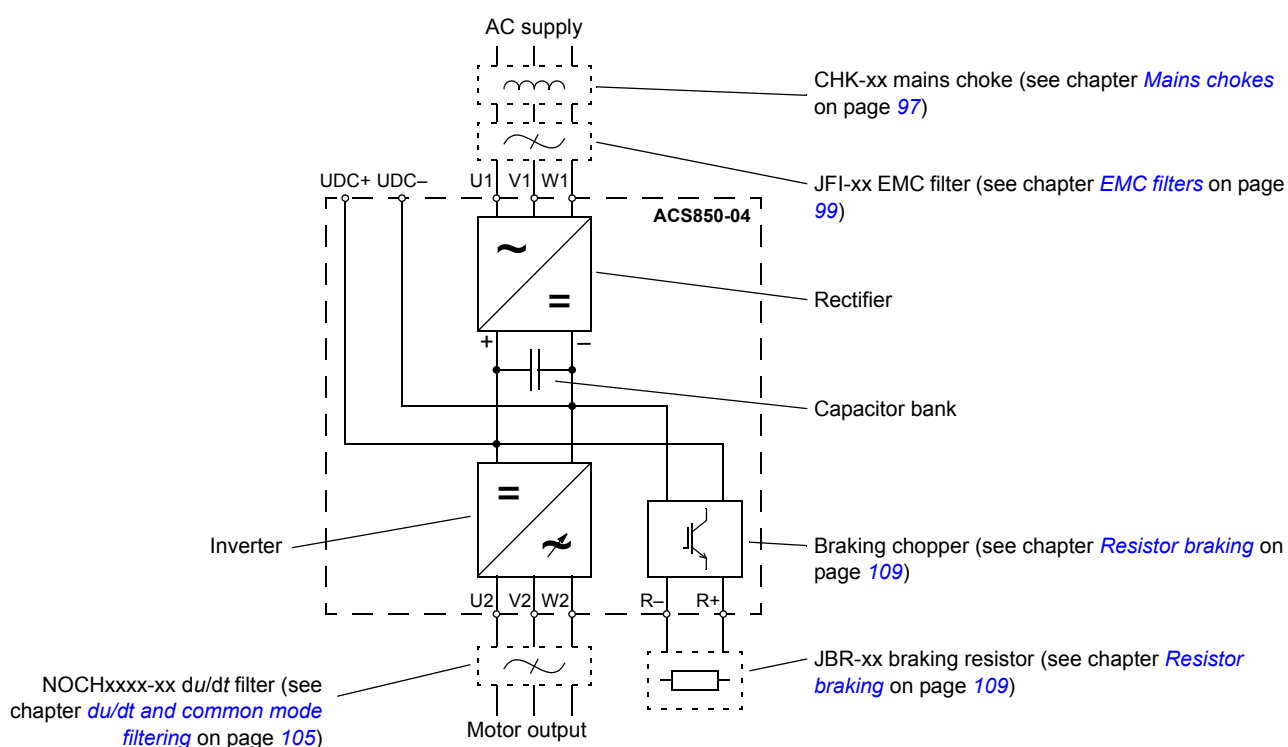 AC supply
CHK-xx mains choke (see chapter Mains chokes
on page 97)
UDC+ UDC– U1 V1 W1
JFI-xx EMC filter (see chapter EMC filters on page
99)
ACS850-04
~
=
Rectifier
+ –
Capacitor bank
=
Inverter
Braking chopper (see chapter Resistor braking on
page 109)
U2 V2 W2 R– R+
JBR-xx braking resistor (see chapter Resistor
braking on page 109)
NOCHxxxx-xx du/dt filter (see
chapter du/dt and common mode
filtering on page 105)
Motor output